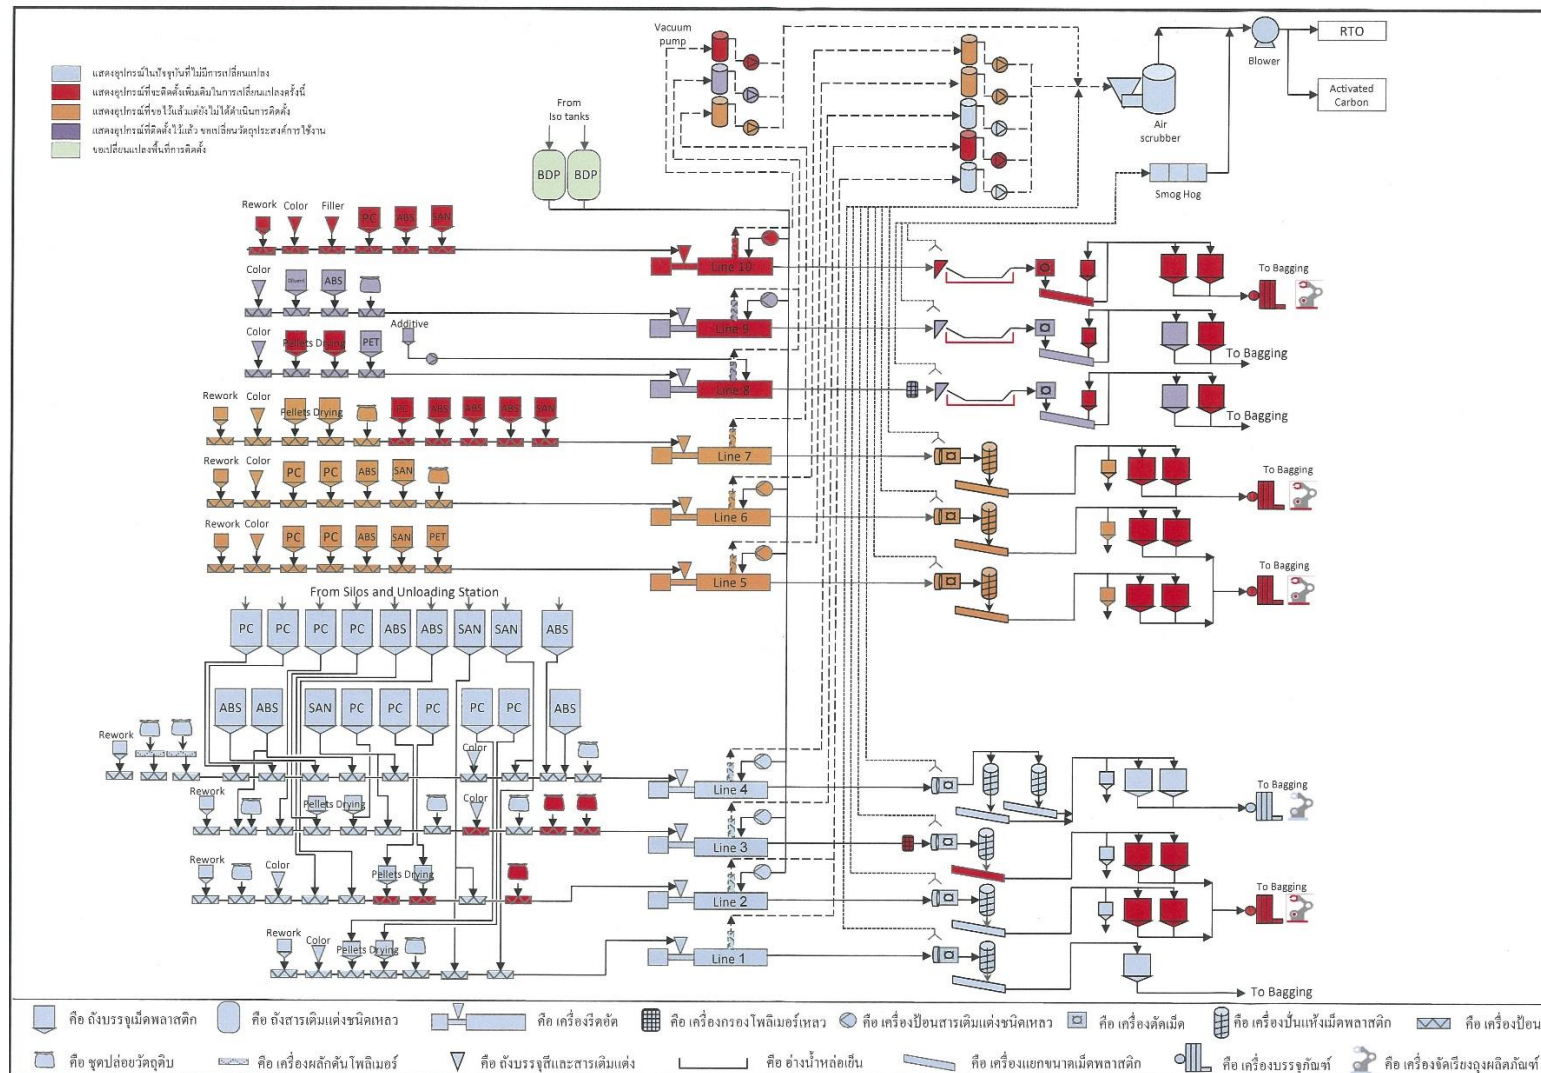 Vacuum
pump
RTO
Blower
Activated
Carbon
Air
scrubber
Smog Hog
แสดงอุปกรณ์ในปัจจุบันที่ไม่มีการเปลี่ยนแปลง
แสดงอุปกรณ์ที่จะติดตั้งเพิ่มเติมในการเปลี่ยนแปลงครั้งนี้
แสดงอุปกรณ์ที่ขอไว้แล้วแต่ยังไม่ได้ดำเนินการติดตั้ง
แสดงอุปกรณ์ที่ติดตั้งไว้แล้ว ขอเปลี่ยนวัตถุประสงค์การใช้งาน
ขอเปลี่ยนแปลงพื้นที่การติดตั้ง
From
Iso tanks
BDP BDP
Rework Color Filler PC ABS SAN
Line 10
To Bagging
Color Diluent ABS
Line 9
To Bagging
Color Pellets Drying PET Additive
Line 8
To Bagging
Rework Color Pellets Drying PC ABS ABS ABS SAN
Line 7
To Bagging
Rework Color PC PC ABS SAN
Line 6
Rework Color PC PC ABS SAN PET
Line 5
To Bagging
From Silos and Unloading Station
PC PC PC PC ABS ABS SAN SAN ABS
ABS ABS SAN PC PC PC PC PC ABS
Rework Color
Line 4
To Bagging
Rework Pellets Drying Color
Line 3
Rework Color Pellets Drying
Line 2
To Bagging
Rework Color Pellets Drying
Line 1
To Bagging
คือ ถังบรรจุเม็ดพลาสติก คือ ถังสารเติมแต่งชนิดเหลว คือ เครื่องรีดอัด คือ เครื่องกรองโพลิเมอร์เหลว คือ เครื่องป้อนสารเติมแต่งชนิดเหลว คือ เครื่องตัดเม็ด คือ เครื่องปั่นแห้งเม็ดพลาสติก คือ เครื่องป้อน
คือ ชุดปล่อยวัตถุดิบ คือ เครื่องผลักดันโพลิเมอร์ คือ ถังบรรจุสีและสารเติมแต่ง คือ อ่างน้ำหล่อเย็น คือ เครื่องแยกขนาดเม็ดพลาสติก คือ เครื่องบรรจุภัณฑ์ คือ เครื่องจัดเรียงถุงผลิตภัณฑ์